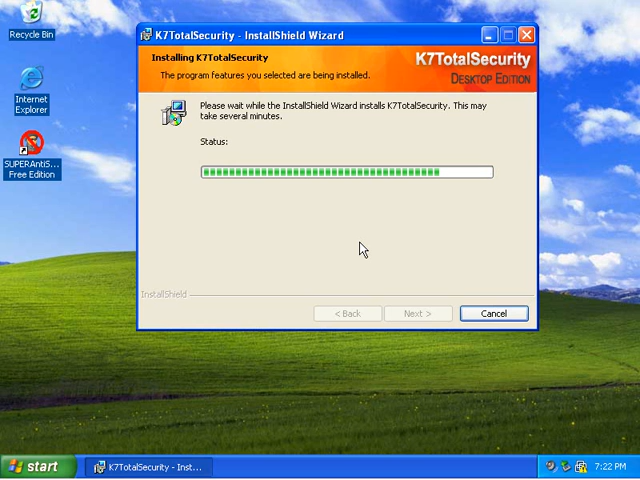 Recycle Bin
Internet
Explorer
SUPERAntiS...
Free Edition
K7TotalSecurity - InstallShield Wizard
Installing K7TotalSecurity
The program features you selected are being installed.
K7TotalSecurity
DESKTOP EDITION
Please wait while the InstallShield Wizard installs K7TotalSecurity. This may
take several minutes.
Status:
InstallShield
< Back
Next >
Cancel
start
K7TotalSecurity - Inst...
7:22 PM